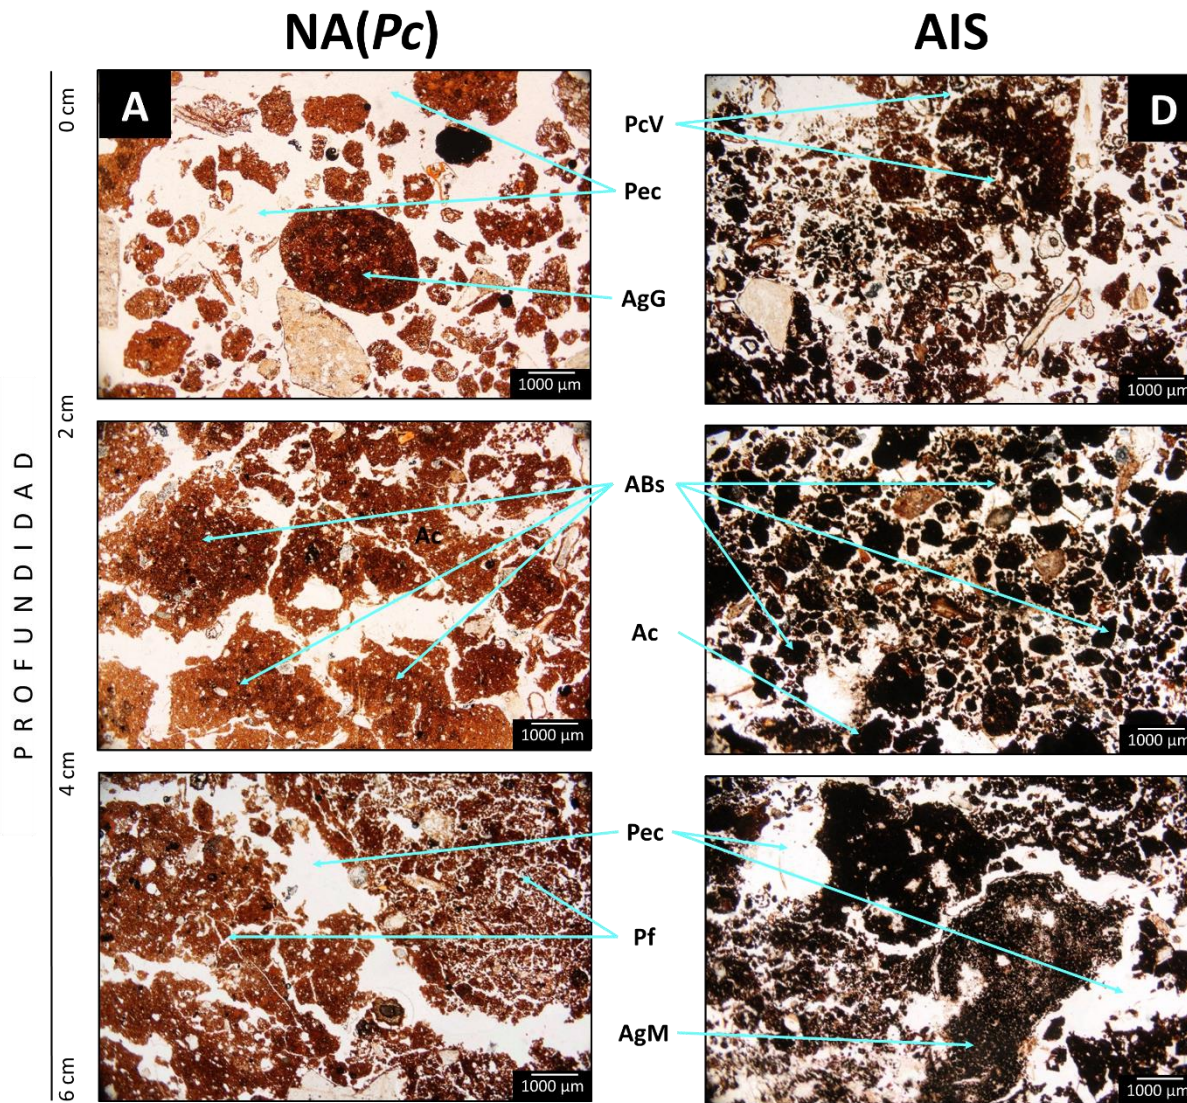 NA(Pc)
AIS
PROFUNDIDAD
0 cm
2 cm
4 cm
6 cm
A
D
PcV
Pec
AgG
1000 µm
1000 µm
ABs
Ac
Ac
1000 µm
1000 µm
Pec
Pf
AgM
1000 µm
1000 µm